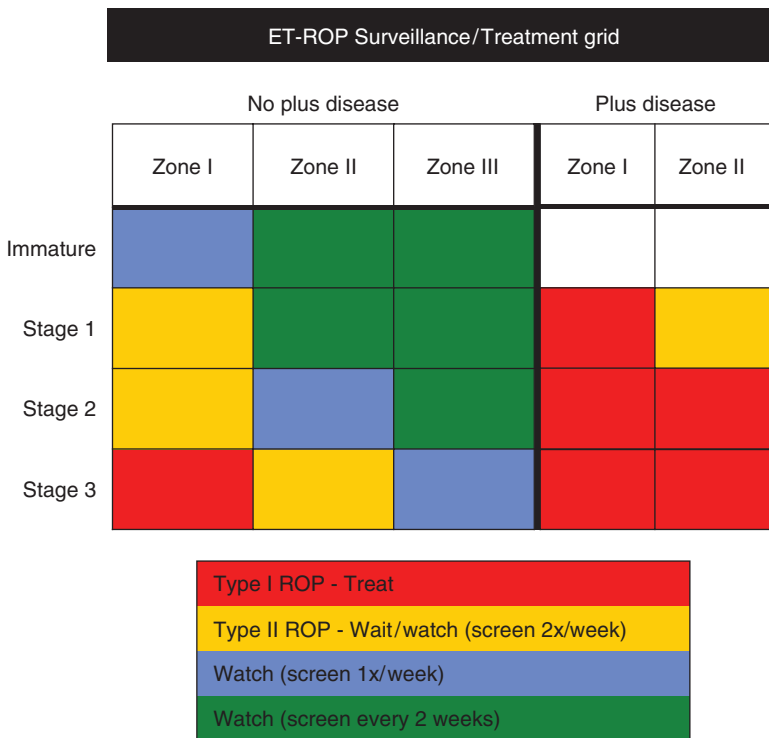 ET-ROP Surveillance/Treatment grid
No plus disease Plus disease
Zone I Zone II Zone III Zone I Zone II
Immature
Stage 1
Stage 2
Stage 3
Type I ROP - Treat
Type II ROP - Wait/watch (screen 2x/week)
Watch (screen 1x/week)
Watch (screen every 2 weeks)